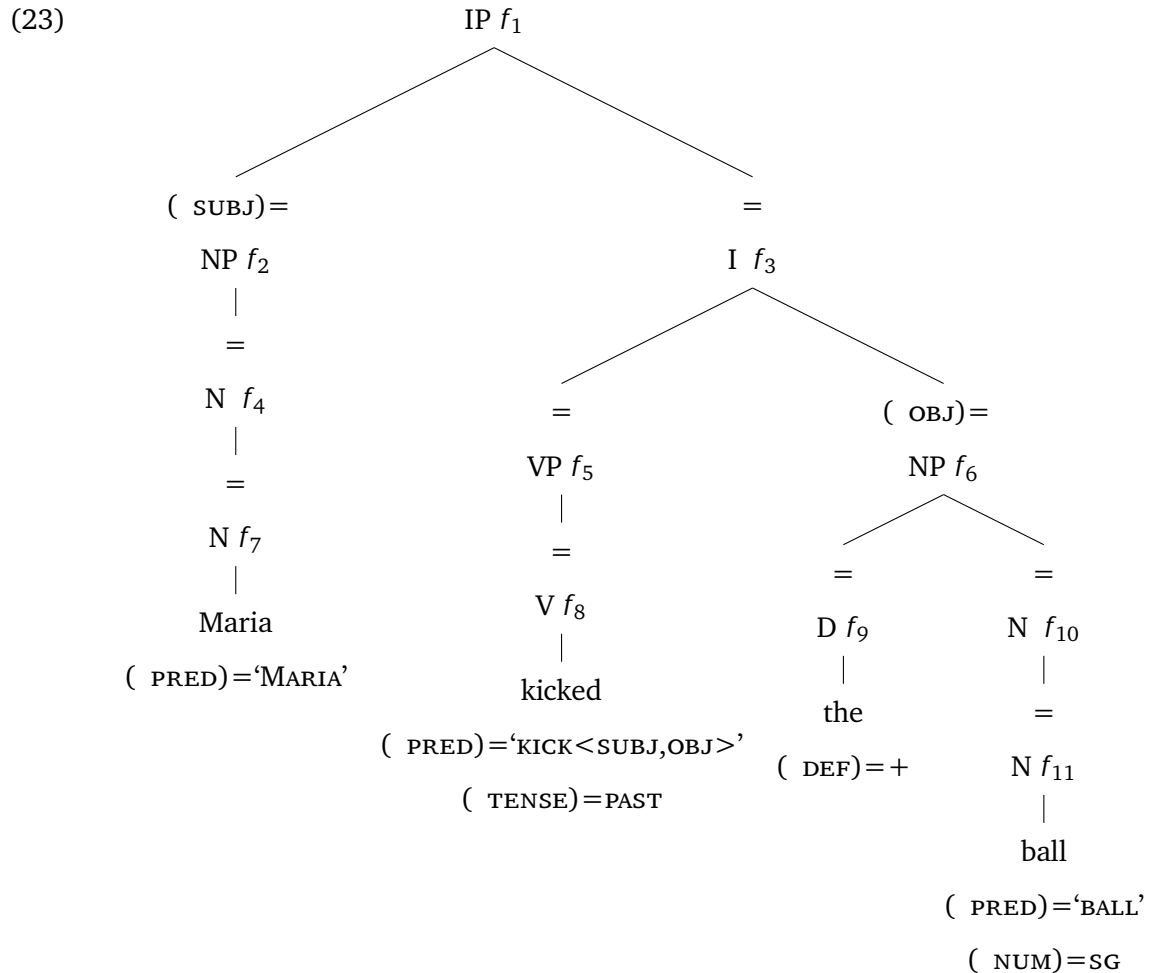 (23)
IP f₁
( SUBJ)= =
NP f₂ I f₃
= = ( OBJ)=
N f₄ VP f₅ NP f₆
= = = =
N f₇ V f₈ D f₉ N f₁₀
Maria kicked the =
( PRED)=‘MARIA’ ( PRED)=‘KICK<SUBJ,OBJ>’ ( DEF)=+ N f₁₁
( TENSE)=PAST ball
( PRED)=‘BALL’
( NUM)=SG